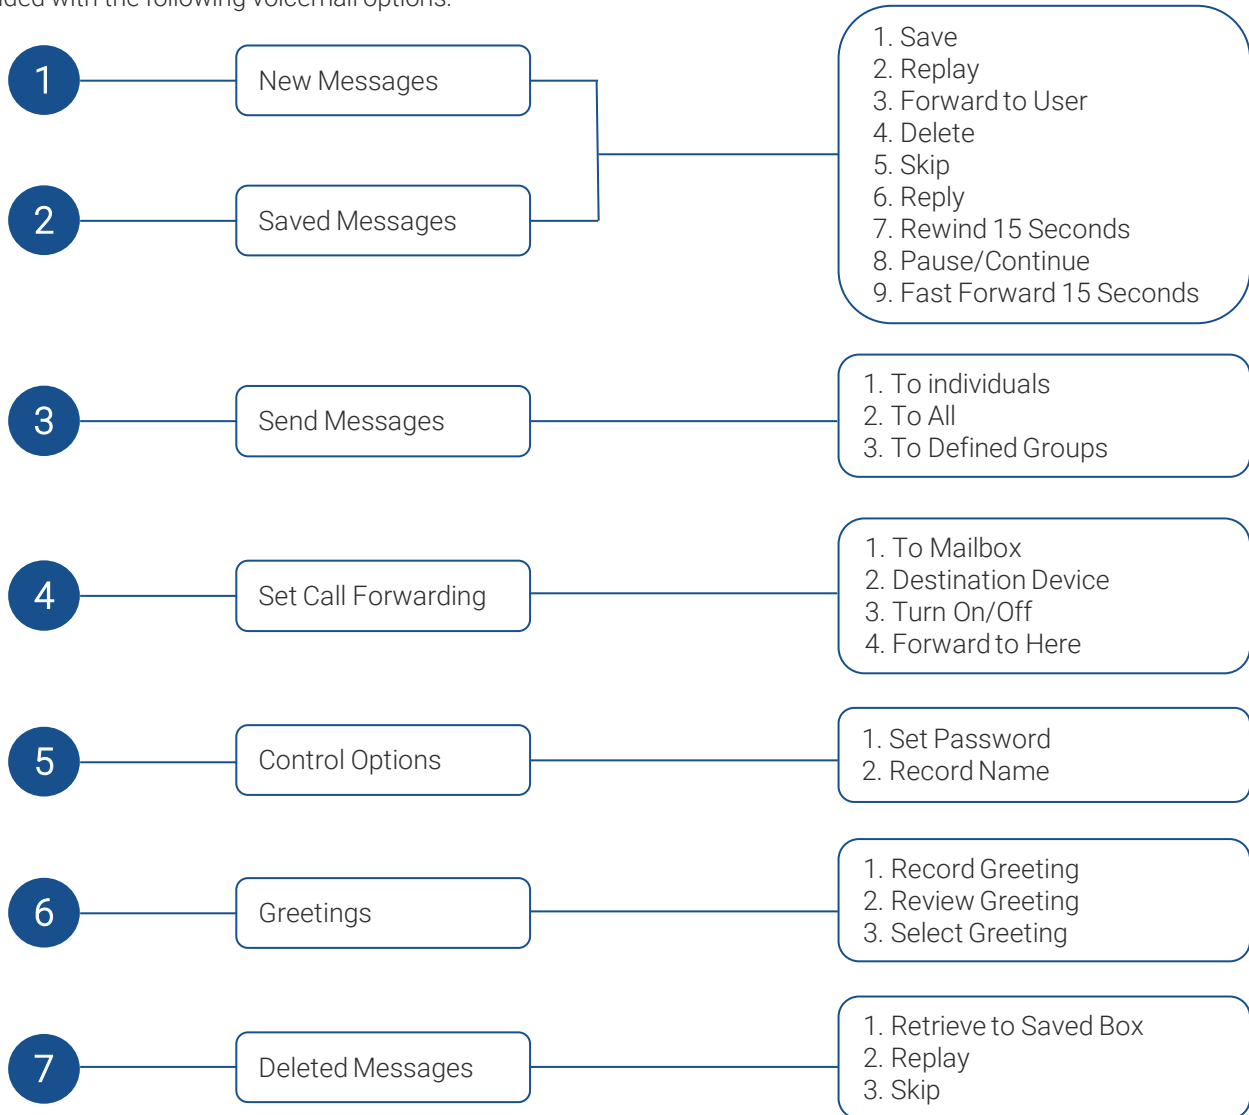 with the following voicemail options:
1
New Messages
1. Save
2. Replay
3. Forward to User
4. Delete
5. Skip
6. Reply
7. Rewind 15 Seconds
8. Pause/Continue
9. Fast Forward 15 Seconds
2
Saved Messages
3
Send Messages
1. To individuals
2. To All
3. To Defined Groups
4
Set Call Forwarding
1. To Mailbox
2. Destination Device
3. Turn On/Off
4. Forward to Here
5
Control Options
1. Set Password
2. Record Name
6
Greetings
1. Record Greeting
2. Review Greeting
3. Select Greeting
7
Deleted Messages
1. Retrieve to Saved Box
2. Replay
3. Skip